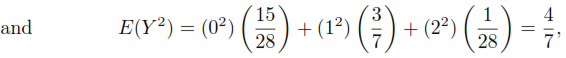 and E(Y²) = (0²) (15/28) + (1²) (3/7) + (2²) (1/28) = 4/7,